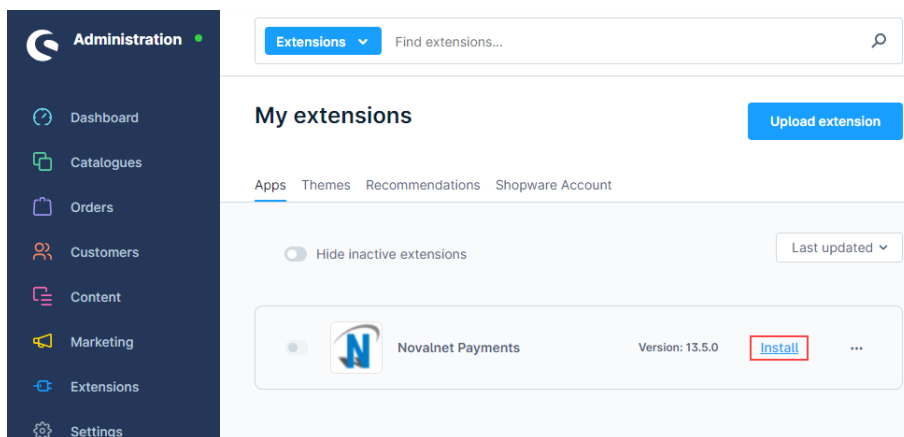 Administration
Dashboard
Catalogues
Orders
Customers
Content
Marketing
Extensions
Settings
Extensions Find extensions...
My extensions
Upload extension
Apps Themes Recommendations Shopware Account
Hide inactive extensions
Last updated
N Novalnet Payments Version: 13.5.0 Install ...